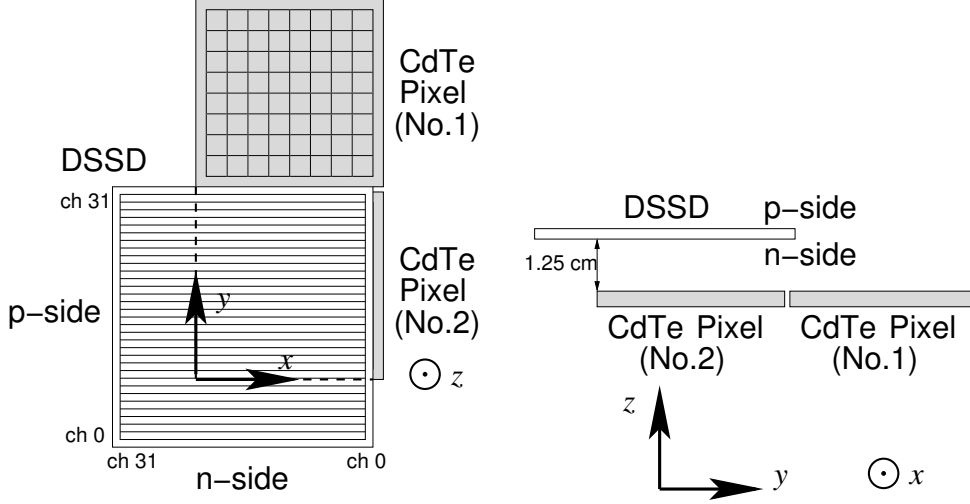 CdTe
Pixel
(No.1)
DSSD
ch 31
p−side
ch 0
ch 31
ch 0
n−side
y
x
CdTe
Pixel
(No.2)
z
DSSD
p−side
n−side
1.25 cm
CdTe Pixel
(No.2)
CdTe Pixel
(No.1)
z
y
x